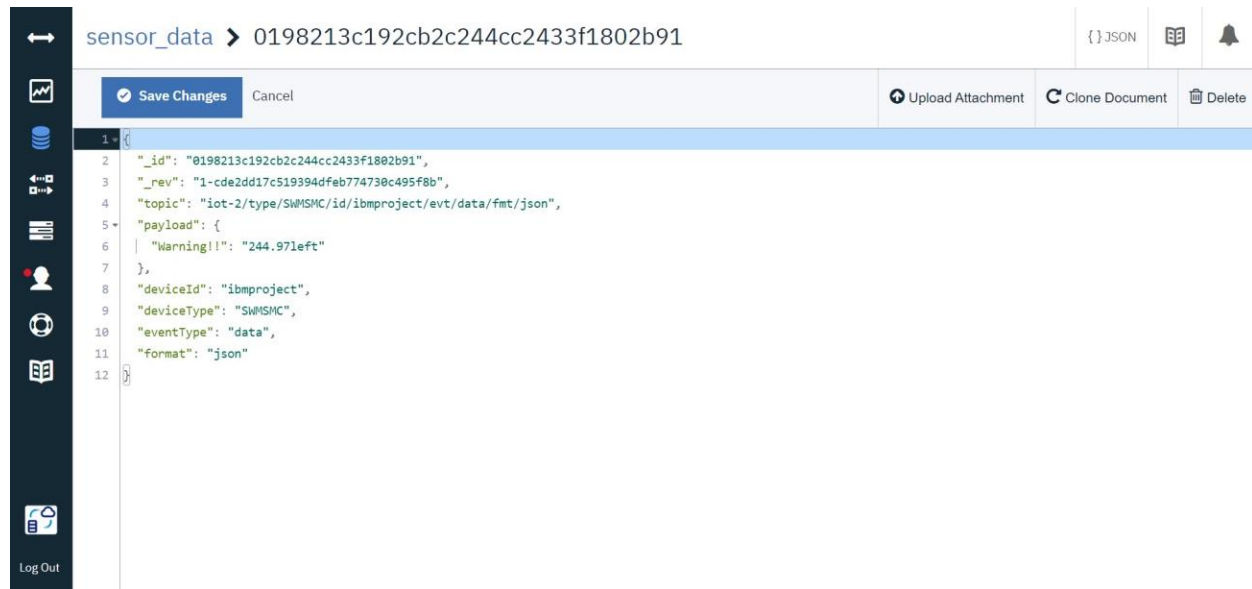 sensor_data > 0198213c192cb2c244cc2433f1802b91
{ } JSON
Save Changes Cancel
Upload Attachment Clone Document Delete
1 {
2 "_id": "0198213c192cb2c244cc2433f1802b91",
3 "_rev": "1-cde2dd17c519394dfeb774730c495f8b",
4 "topic": "iot-2/type/SWMSMC/id/ibmproject/evt/data/fmt/json",
5 "payload": {
6 "Warning!!": "244.97left"
7 },
8 "deviceId": "ibmproject",
9 "deviceType": "SWMSMC",
10 "eventType": "data",
11 "format": "json"
12 }
Log Out